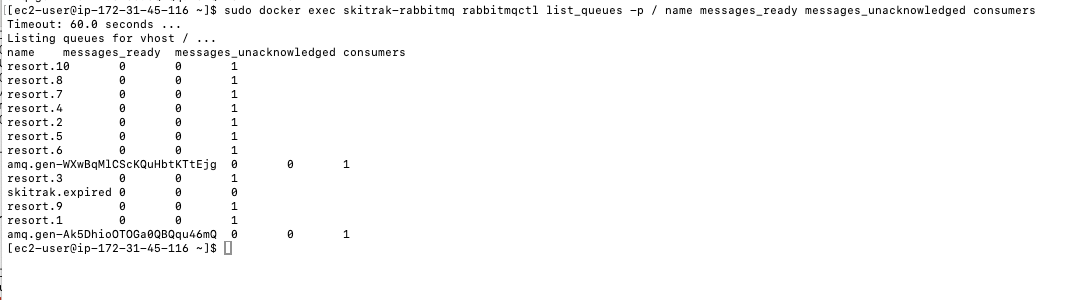 [ec2-user@ip-172-31-45-116 ~]$ sudo docker exec skitrak-rabbitmq rabbitmqctl list_queues -p / name messages_ready messages_unacknowledged consumers
Timeout: 60.0 seconds ...
Listing queues for vhost / ...
name messages_ready messages_unacknowledged consumers
resort.10 0 0 1
resort.8 0 0 1
resort.7 0 0 1
resort.4 0 0 1
resort.2 0 0 1
resort.5 0 0 1
resort.6 0 0 1
amq.gen-WXwBqMlCScKQuHbtKTtEjg 0 0 1
resort.3 0 0 1
skitrak.expired 0 0 0
resort.9 0 0 1
resort.1 0 0 1
amq.gen-Ak5DhioOTOGa0QBQqu46mQ 0 0 1
[ec2-user@ip-172-31-45-116 ~]$